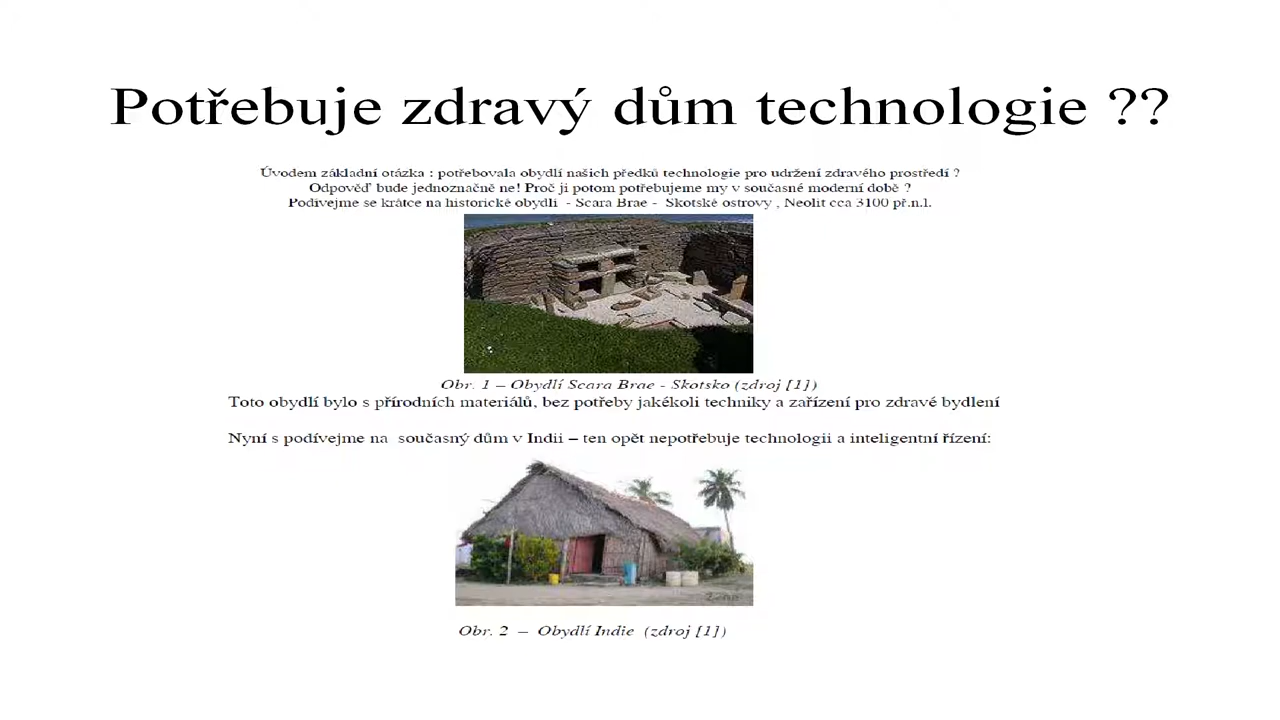 Potřebuje zdravý dům technologie ??
Úvodem základní otázka : potřebovala obydlí našich předků technologie pro udržení zdravého prostředí ?
Odpověď bude jednoznačně ne! Proč ji potom potřebujeme my v současné moderní době ?
Podívejme se krátce na historické obydlí - Scara Brae - Skotské ostrovy , Neolit cca 3100 př.n.l.
Obr. 1 – Obydlí Scara Brae - Skotsko (zdroj [1])
Toto obydlí bylo s přírodních materiálů, bez potřeby jakékoli techniky a zařízení pro zdravé bydlení
Nyní s podívejme na současný dům v Indii – ten opět nepotřebuje technologii a inteligentní řízení:
Obr. 2 – Obydlí Indie (zdroj [1])